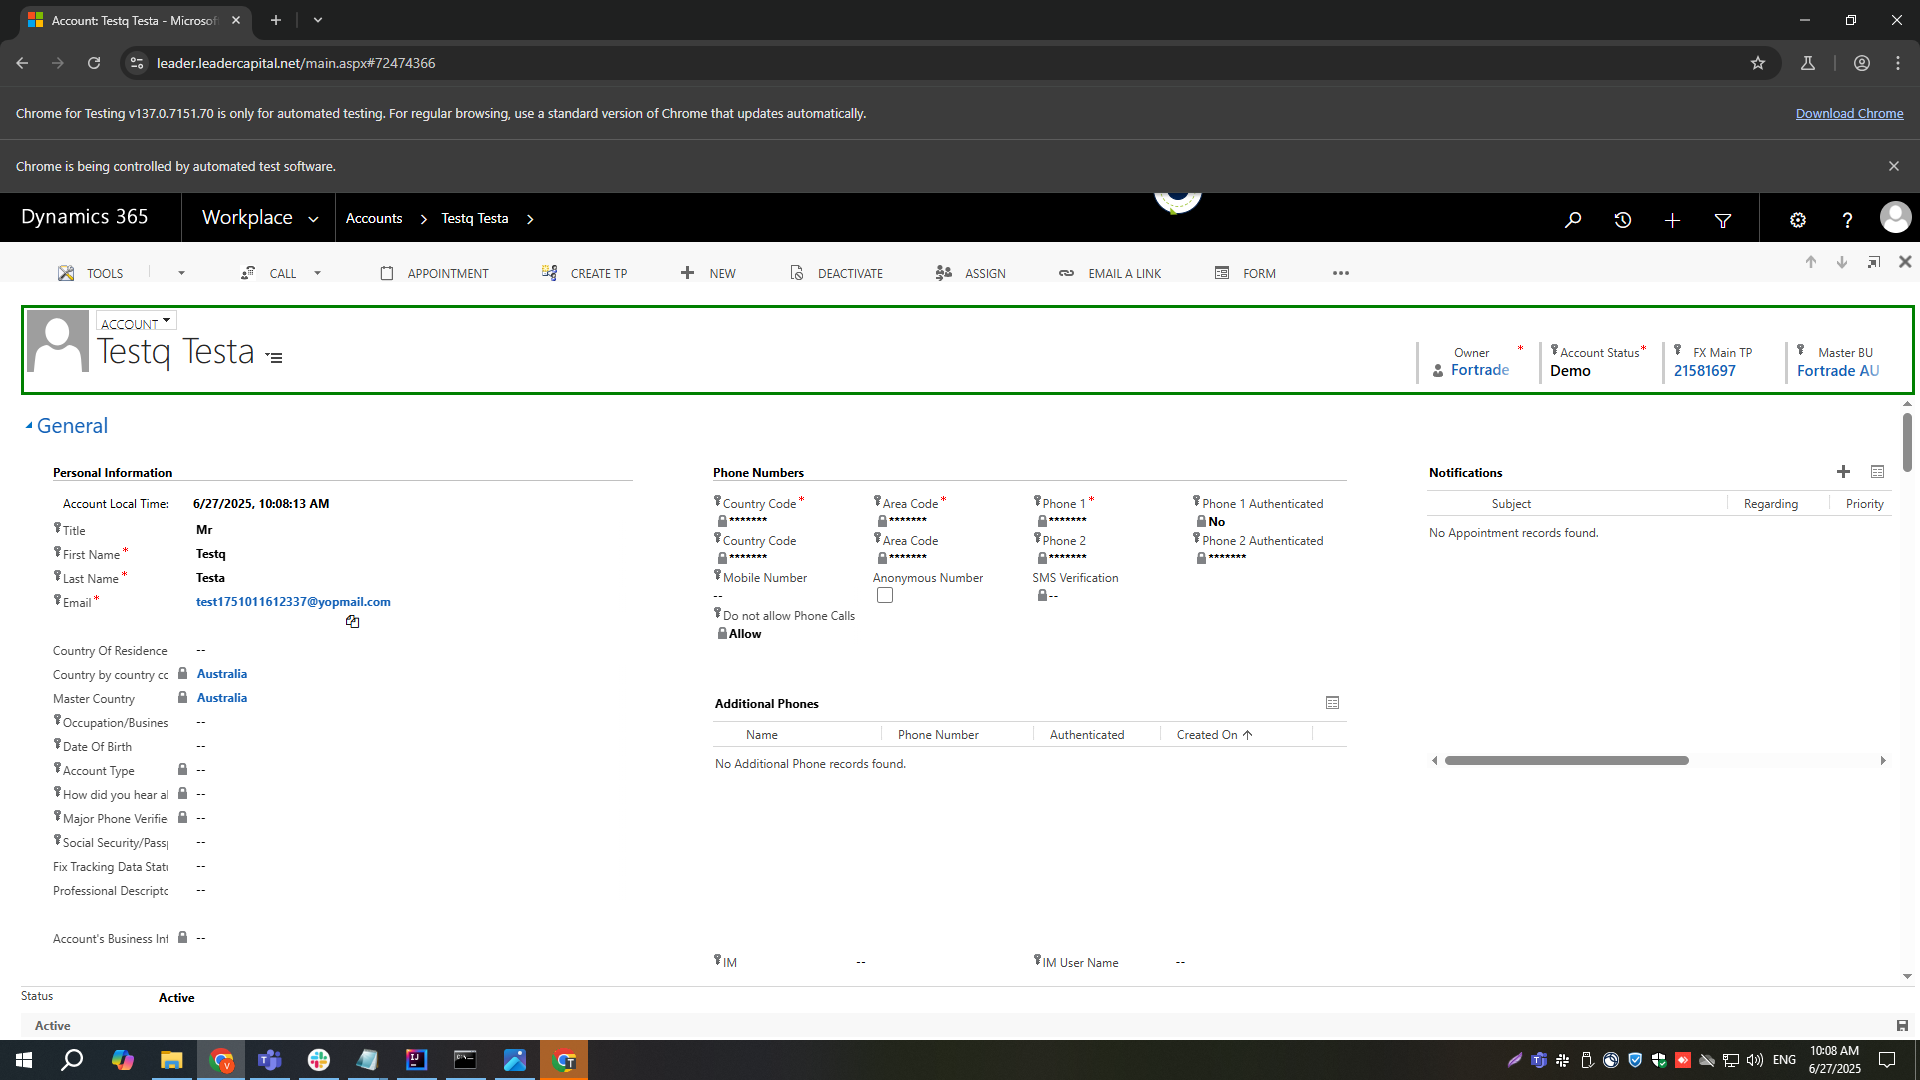 Account: Testq Testa - Microsof
leader.leadercapital.net/main.aspx#72474366
Chrome for Testing v137.0.7151.70 is only for automated testing. For regular browsing, use a standard version of Chrome that updates automatically.
Download Chrome
Chrome is being controlled by automated test software.
Dynamics 365
Workplace
Accounts
Testq Testa
TOOLS
CALL
APPOINTMENT
CREATE TP
NEW
DEACTIVATE
ASSIGN
EMAIL A LINK
FORM
ACCOUNT
Testq Testa
Owner *
Fortrade
Account Status *
Demo
FX Main TP
21581697
Master BU
Fortrade AU
General
Personal Information
Account Local Time:
6/27/2025, 10:08:13 AM
Title
Mr
First Name *
Testq
Last Name *
Testa
Email *
test1751011612337@yopmail.com
Country Of Residence
--
Country by country cc
Australia
Master Country
Australia
Occupation/Busines
--
Date Of Birth
--
Account Type
--
How did you hear al
--
Major Phone Verifie
--
Social Security/Passp
--
Fix Tracking Data Statu
--
Professional Descriptc
--
Account's Business Inf
--
Phone Numbers
Country Code *
Area Code *
Phone 1 *
Phone 1 Authenticated
*******
*******
*******
No
Country Code
Area Code
Phone 2
Phone 2 Authenticated
*******
*******
*******
*******
Mobile Number
Anonymous Number
SMS Verification
--
--
Do not allow Phone Calls
Allow
Additional Phones
Name
Phone Number
Authenticated
Created On
No Additional Phone records found.
IM
--
IM User Name
--
Notifications
Subject
Regarding
Priority
No Appointment records found.
Status
Active
Active
ENG
10:08 AM
6/27/2025